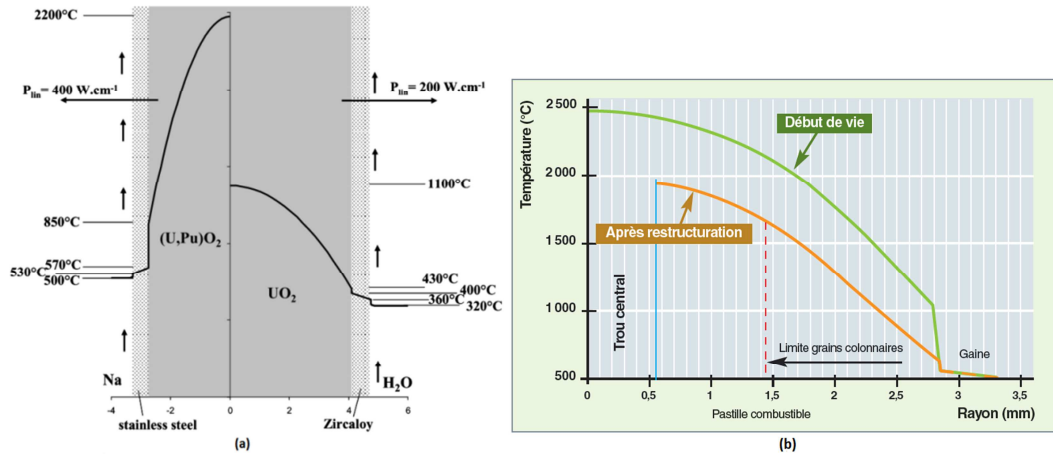 2200°C
P_lin= 400 W.cm-1
P_lin= 200 W.cm-1
1100°C
850°C
(U,Pu)O2
570°C
530°C
500°C
UO2
430°C
400°C
360°C
320°C
Na
H2O
-4 -2 0 2 4 6
stainless steel
Zircaloy
(a)
Température (°C)
2 500
2 000
1 500
1 000
500
Début de vie
Après restructuration
Trou central
Limite grains colonnaires
Gaine
0 0,5 1 1,5 2 2,5 3 3,5
Pastille combustible
Rayon (mm)
(b)